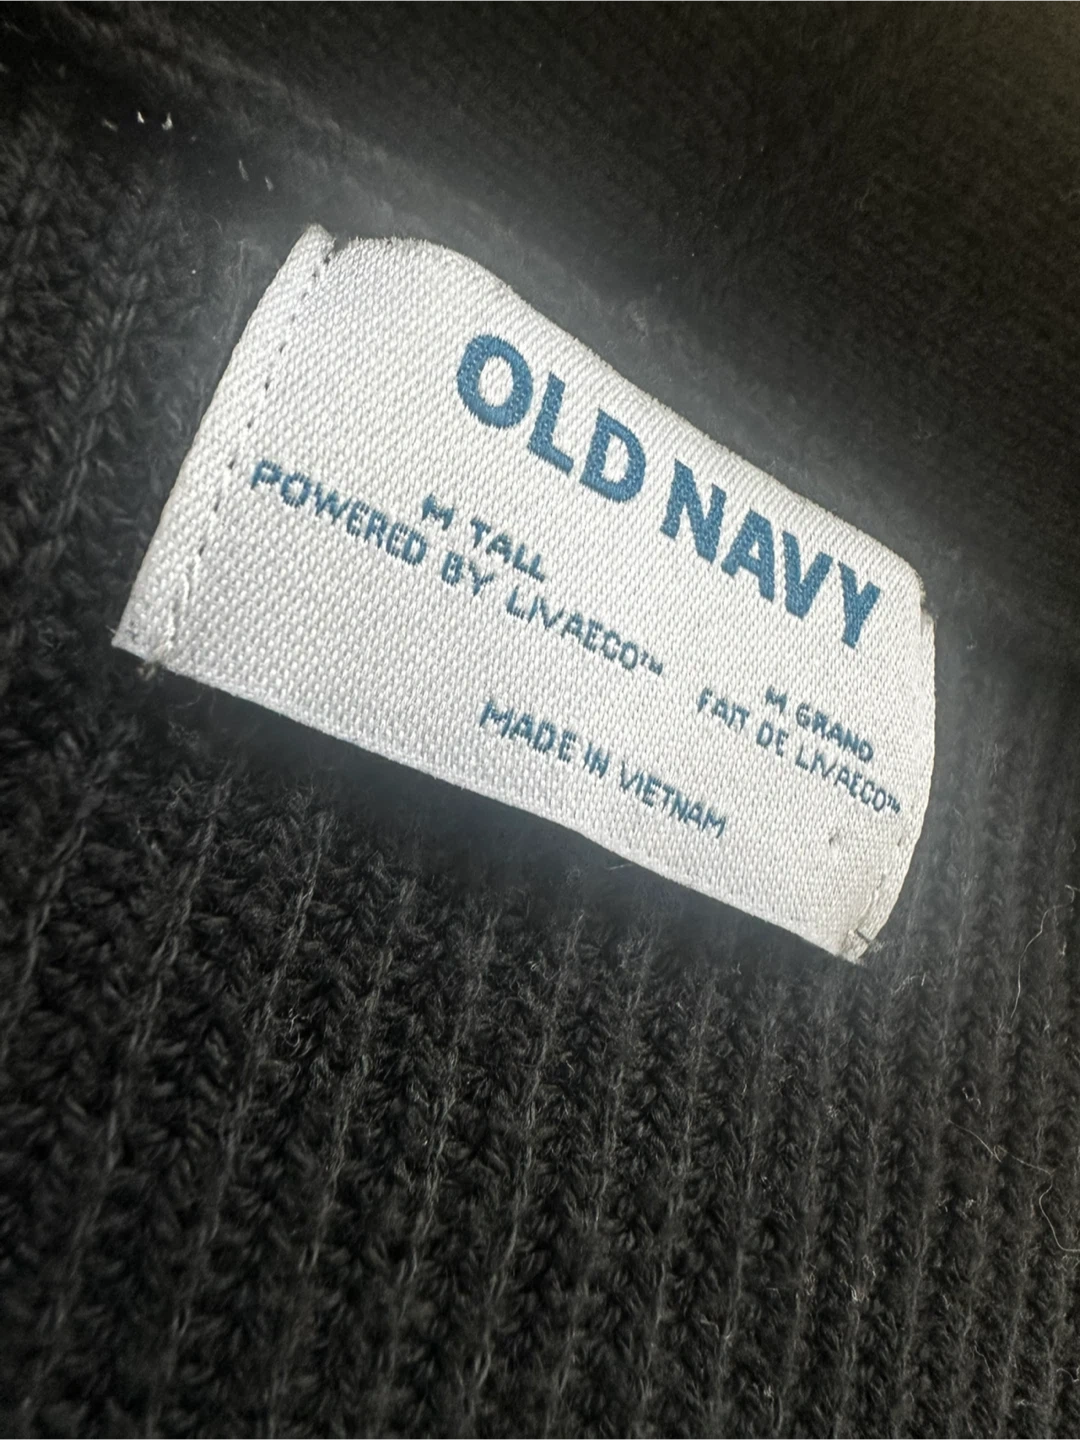 OLD NAVY
M TALL
POWERED BY LIVAECO™
M GRAND
FAIT DE LIVAECO™
MADE IN VIETNAM